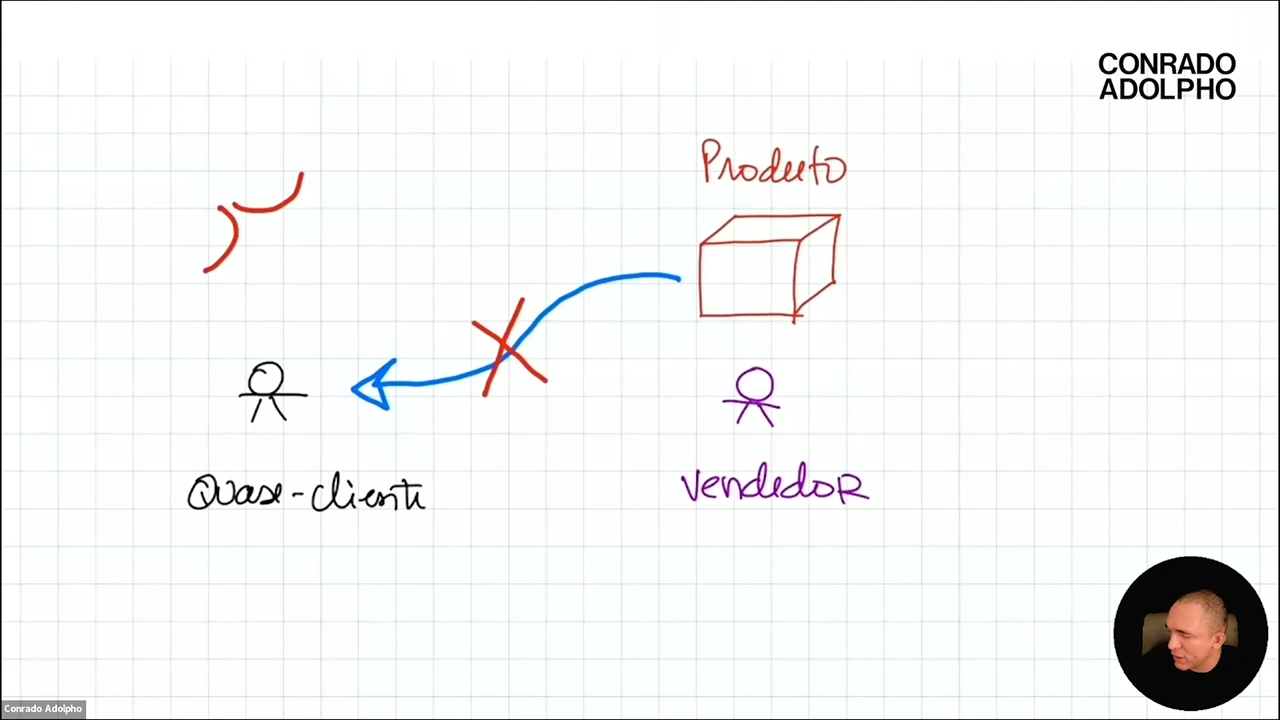 CONRADO
ADOLPHO
Produto
Quase-cliente
Vendedor
Conrado Adolpho